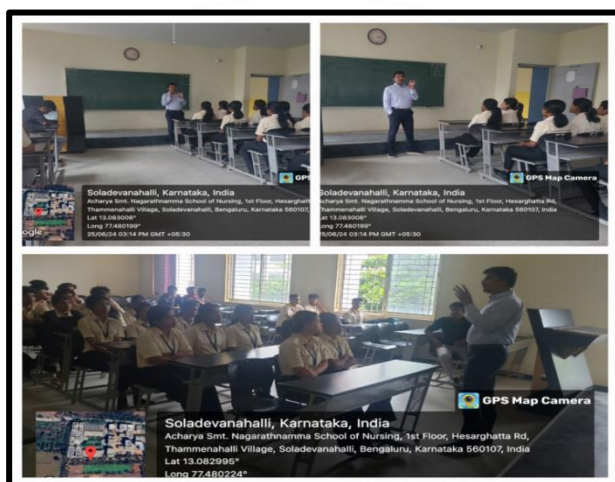 GPS Map Camera
Soladevanahalli, Karnataka, India
Acharya Smt. Nagarathnamma School of Nursing, 1st Floor, Hesarghatta Rd,
Thammenahalli Village, Soladevanahalli, Bengaluru, Karnataka 560107, India
Lat 13.083008°
Long 77.480199°
25/06/24 03:14 PM GMT +05:30
ogle
GPS Map Camera
Soladevanahalli, Karnataka, India
Acharya Smt. Nagarathnamma School of Nursing, 1st Floor, Hesarghatta Rd,
Thammenahalli Village, Soladevanahalli, Bengaluru, Karnataka 560107, India
Lat 13.083008°
Long 77.480199°
25/06/24 03:14 PM GMT +05:30
GPS Map Camera
Soladevanahalli, Karnataka, India
Acharya Smt. Nagarathnamma School of Nursing, 1st Floor, Hesarghatta Rd,
Thammenahalli Village, Soladevanahalli, Bengaluru, Karnataka 560107, India
Lat 13.082995°
Long 77.480224°